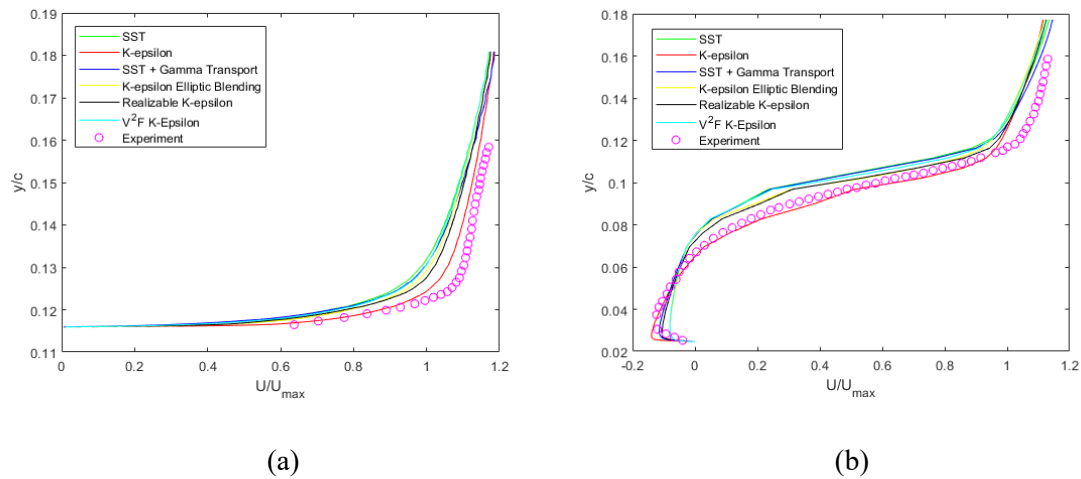 0.19
0.18
0.17
0.16
0.15
0.14
0.13
0.12
0.11
y/c
SST
K-epsilon
SST + Gamma Transport
K-epsilon Elliptic Blending
Realizable K-epsilon
V²F K-Epsilon
Experiment
0 0.2 0.4 0.6 0.8 1 1.2
U/U_max
(a)
0.18
0.16
0.14
0.12
0.1
0.08
0.06
0.04
0.02
y/c
SST
K-epsilon
SST + Gamma Transport
K-epsilon Elliptic Blending
Realizable K-epsilon
V²F K-Epsilon
Experiment
-0.2 0 0.2 0.4 0.6 0.8 1 1.2
U/U_max
(b)